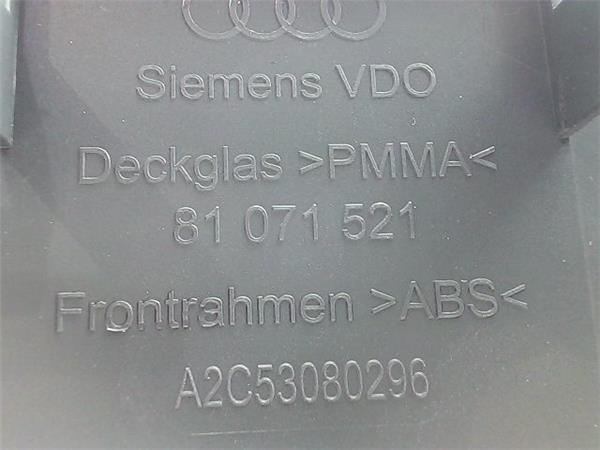 Siemens VDO
Deckglas >PMMA<
81 071 521
Frontrahmen >ABS<
A2C53080296